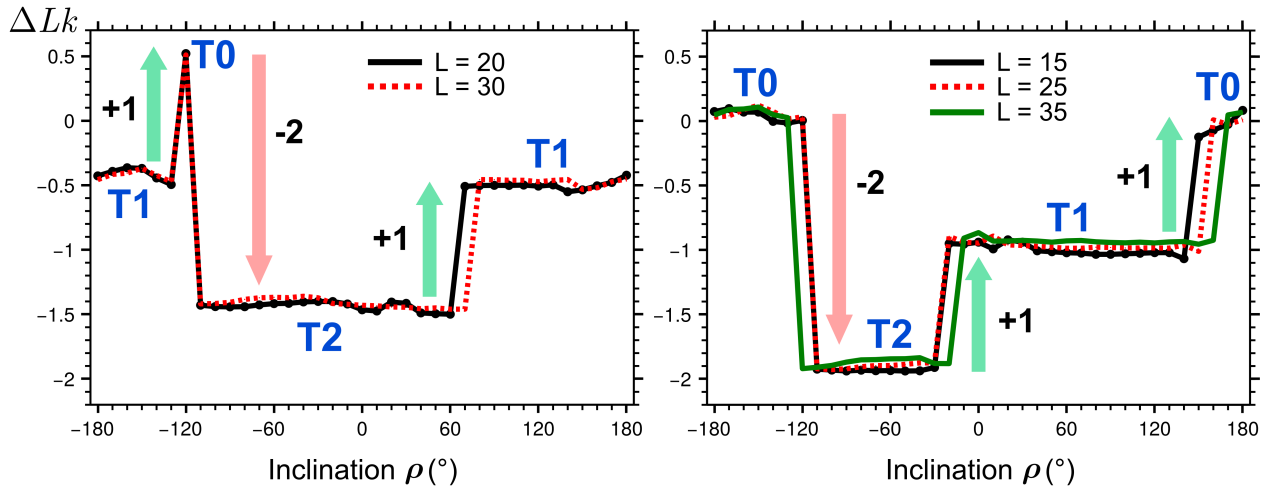 ΔLk
0.5
0
−0.5
−1
−1.5
−2
−180
−120
−60
0
60
120
180
Inclination ρ (°)
T1
+1
T0
-2
T2
+1
T1
L = 20
L = 30
0.5
0
−0.5
−1
−1.5
−2
−180
−120
−60
0
60
120
180
Inclination ρ (°)
T0
-2
T2
+1
T1
+1
T0
L = 15
L = 25
L = 35